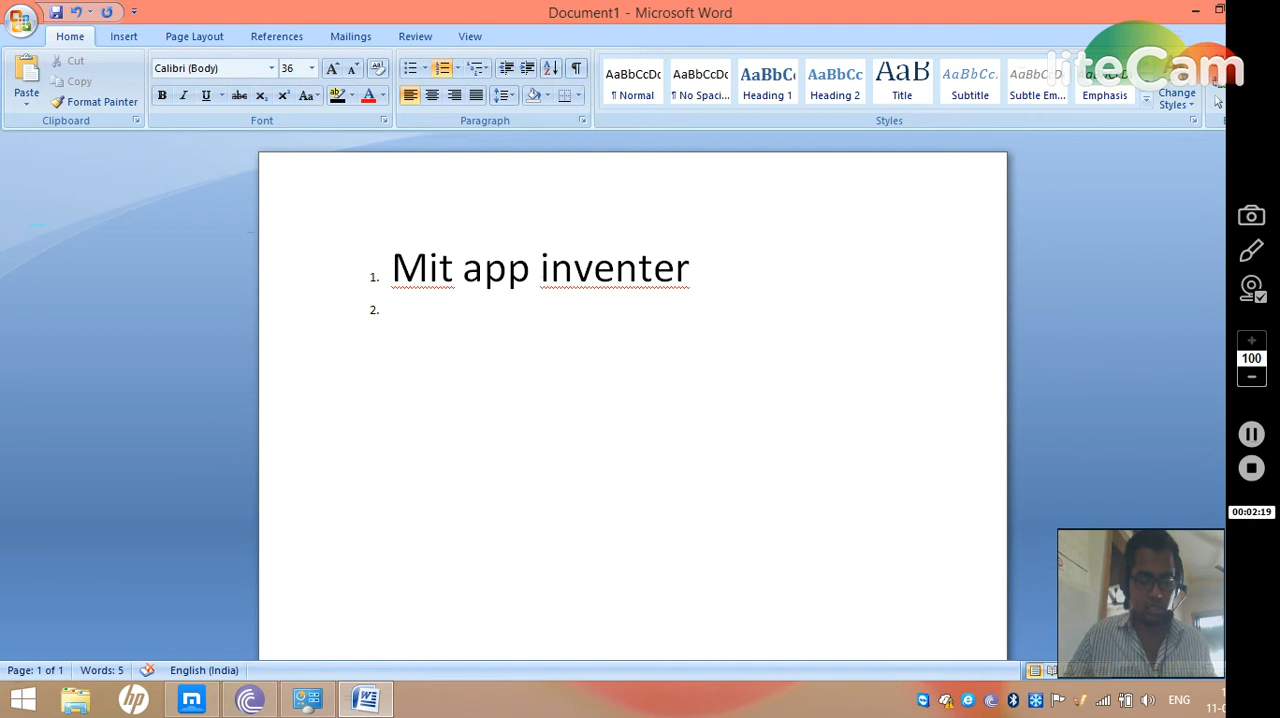 Document1 - Microsoft Word
liteCam
Home Insert Page Layout References Mailings Review View
Paste
Cut
Copy
Format Painter
Clipboard
Calibri (Body) 36
Font
Paragraph
AaBbCcDc AaBbCcDc AaBbC AaBbCc AaB AaBbCc. AaBbCcDc AaBbCcDc
¶ Normal ¶ No Spaci... Heading 1 Heading 2 Title Subtitle Subtle Em... Emphasis
Change Styles
Styles
1. Mit app inventer
2.
100
00:02:19
Page: 1 of 1 Words: 5 English (India)
ENG